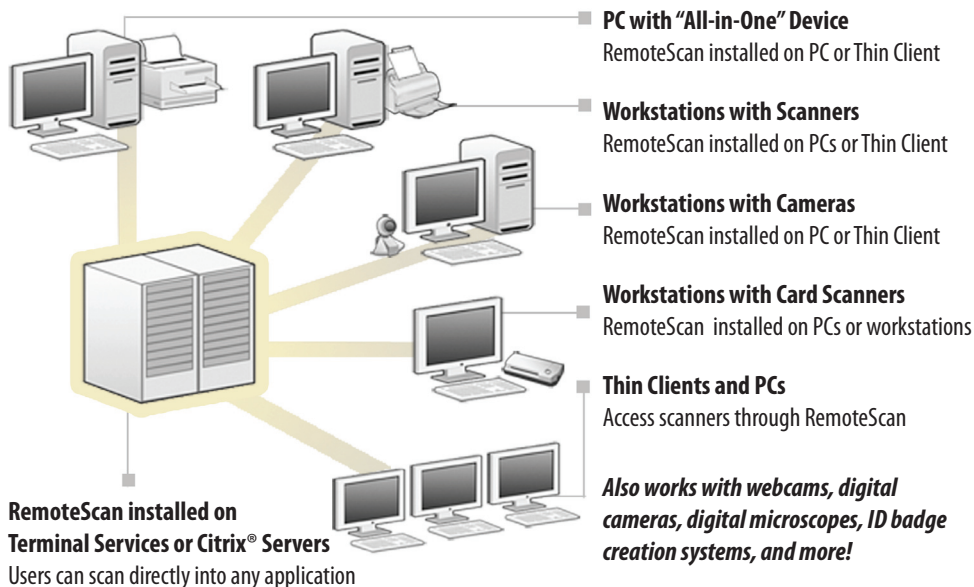 PC with “All-in-One” Device
RemoteScan installed on PC or Thin Client
Workstations with Scanners
RemoteScan installed on PCs or Thin Client
Workstations with Cameras
RemoteScan installed on PC or Thin Client
Workstations with Card Scanners
RemoteScan installed on PCs or workstations
Thin Clients and PCs
Access scanners through RemoteScan
Also works with webcams, digital
cameras, digital microscopes, ID badge
creation systems, and more!
RemoteScan installed on
Terminal Services or Citrix® Servers
Users can scan directly into any application